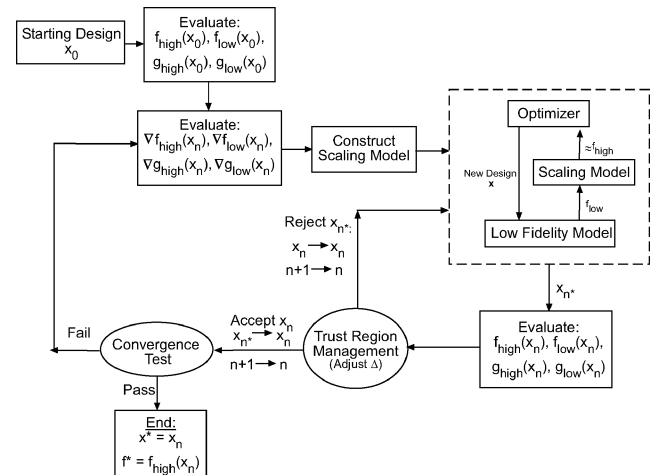 Starting Design
x0
Evaluate:
fhigh(x0), flow(x0),
ghigh(x0), glow(x0)
Evaluate:
∇fhigh(xn), ∇flow(xn),
∇ghigh(xn), ∇glow(xn)
Construct
Scaling Model
Optimizer
≈fhigh
New Design
x
Scaling Model
flow
Low Fidelity Model
Reject xn*:
xn → xn
n+1 → n
xn*
Evaluate:
fhigh(xn), flow(xn),
ghigh(xn), glow(xn)
Trust Region
Management
(Adjust Δ)
Accept xn
xn* → xn
n+1 → n
Fail
Convergence
Test
Pass
End:
x* = xn
f* = fhigh(xn)